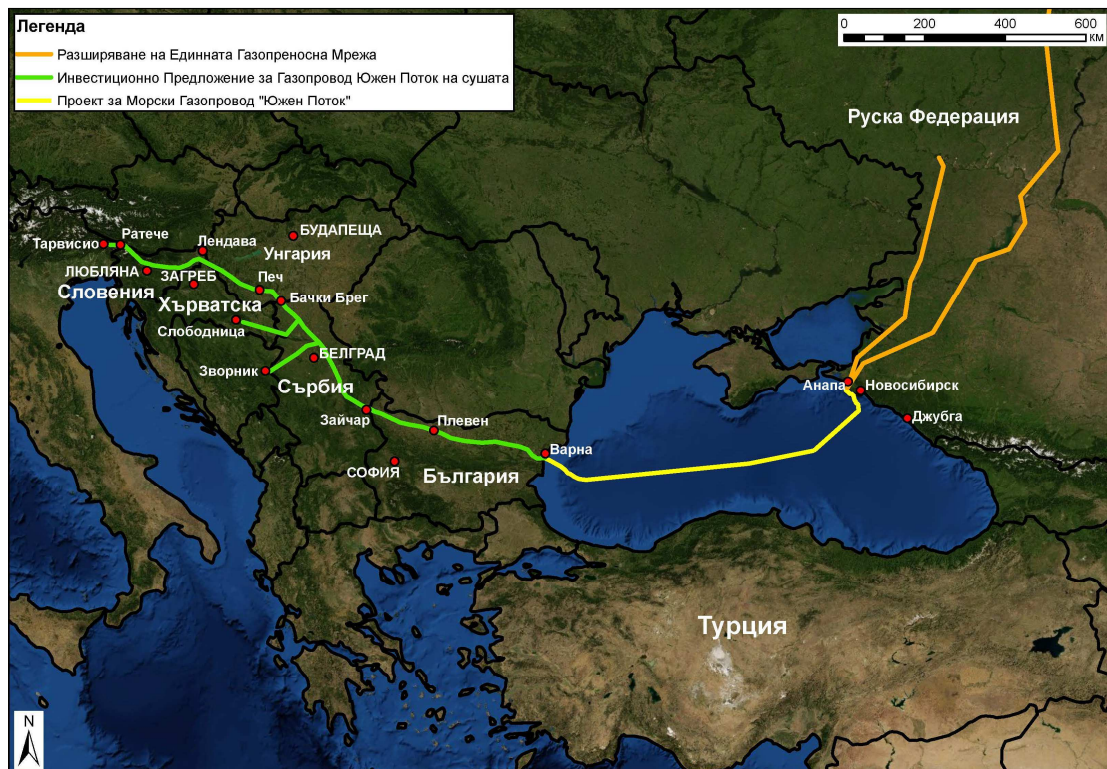 Легенда
Разширяване на Единната Газопреносна Мрежа
Инвестиционно Предложение за Газопровод Южен Поток на сушата
Проект за Морски Газопровод "Южен Поток"
0 200 400 600
КМ
Руска Федерация
БУДАПЕЩА
Унгария
Тарвисио
Ратече
Лендава
ЛЮБЛЯНА
ЗАГРЕБ
Печ
Словения
Хърватска
Бачки Брег
Слободница
БЕЛГРАД
Зворник
Сърбия
Анапа
Новосибирск
Джубга
Зайчар
Плевен
Варна
СОФИЯ
България
Турция
N